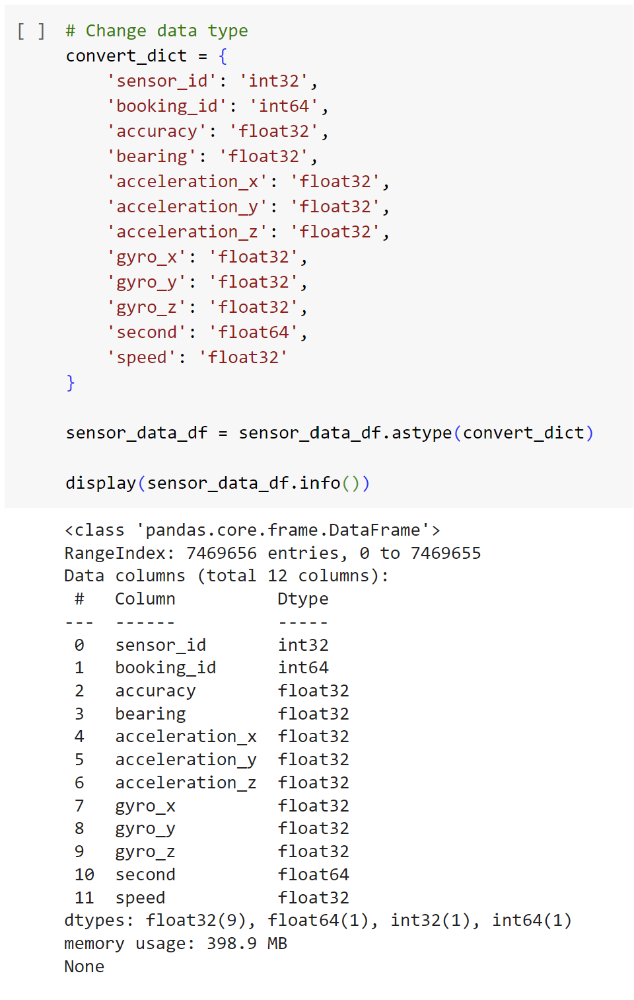 [ ] # Change data type
convert_dict = {
    'sensor_id': 'int32',
    'booking_id': 'int64',
    'accuracy': 'float32',
    'bearing': 'float32',
    'acceleration_x': 'float32',
    'acceleration_y': 'float32',
    'acceleration_z': 'float32',
    'gyro_x': 'float32',
    'gyro_y': 'float32',
    'gyro_z': 'float32',
    'second': 'float64',
    'speed': 'float32'
}

sensor_data_df = sensor_data_df.astype(convert_dict)

display(sensor_data_df.info())
<class 'pandas.core.frame.DataFrame'>
RangeIndex: 7469656 entries, 0 to 7469655
Data columns (total 12 columns):
 #   Column          Dtype
---  ------          -----
 0   sensor_id       int32
 1   booking_id      int64
 2   accuracy        float32
 3   bearing         float32
 4   acceleration_x  float32
 5   acceleration_y  float32
 6   acceleration_z  float32
 7   gyro_x          float32
 8   gyro_y          float32
 9   gyro_z          float32
 10  second          float64
 11  speed           float32
dtypes: float32(9), float64(1), int32(1), int64(1)
memory usage: 398.9 MB
None